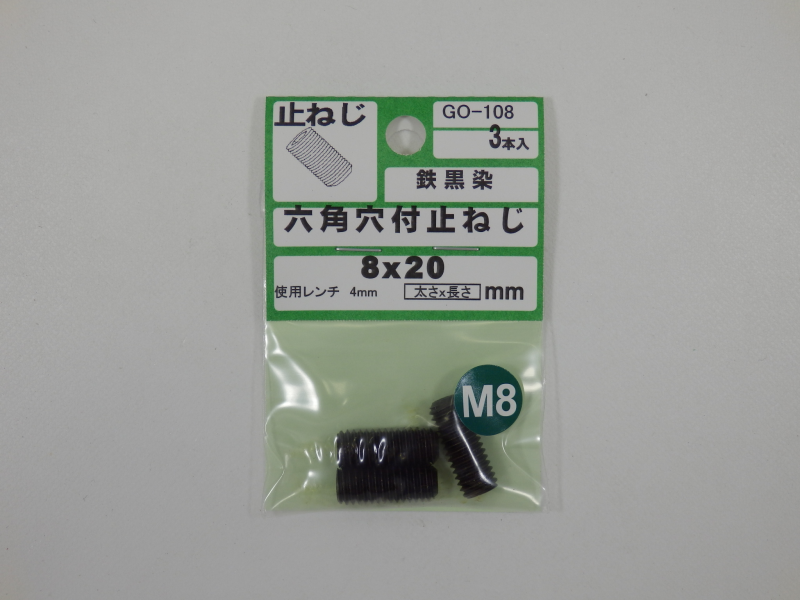 止ねじ
GO-108
3本入
鉄黒染
六角穴付止ねじ
8x20
使用レンチ 4mm 太さx長さ mm
M8